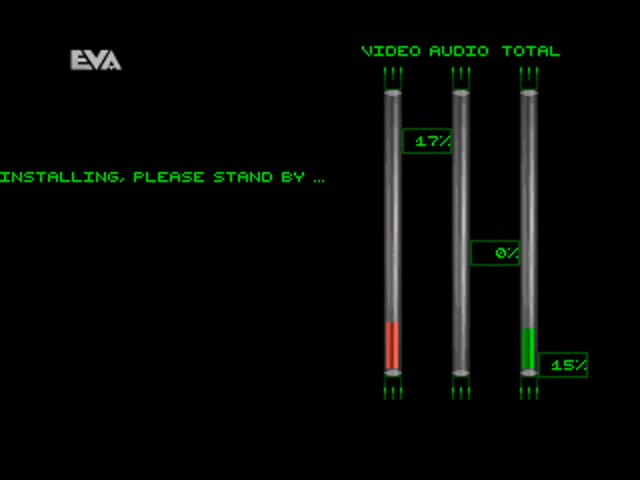 EVA
VIDEO AUDIO TOTAL
17%
INSTALLING, PLEASE STAND BY ...
0%
15%